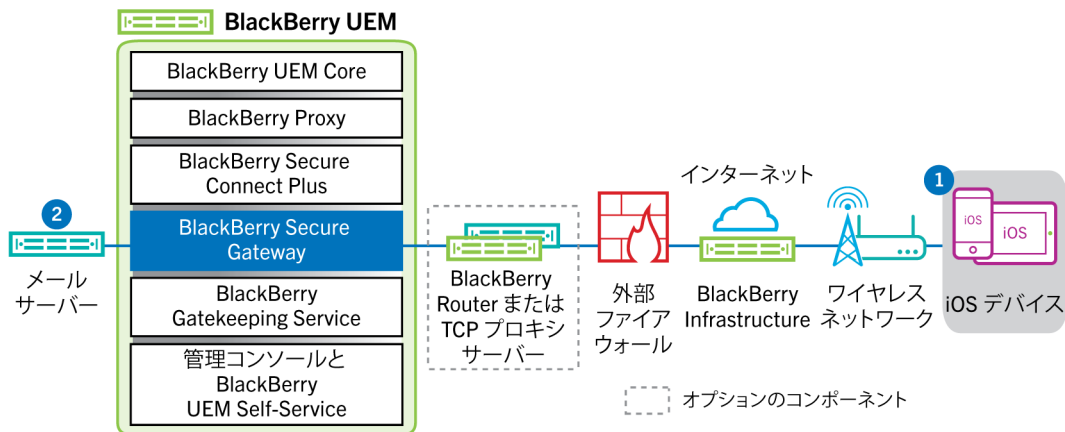 BlackBerry UEM
BlackBerry UEM Core
BlackBerry Proxy
BlackBerry Secure
Connect Plus
BlackBerry Secure
Gateway
BlackBerry
Gatekeeping Service
管理コンソールと
BlackBerry
UEM Self-Service
2
メール
サーバー
BlackBerry
Router または
TCP プロキシ
サーバー
外部
ファイア
ウォール
インターネット
BlackBerry
Infrastructure
ワイヤレス
ネットワーク
1
iOS
iOS
iOS デバイス
オプションのコンポーネント